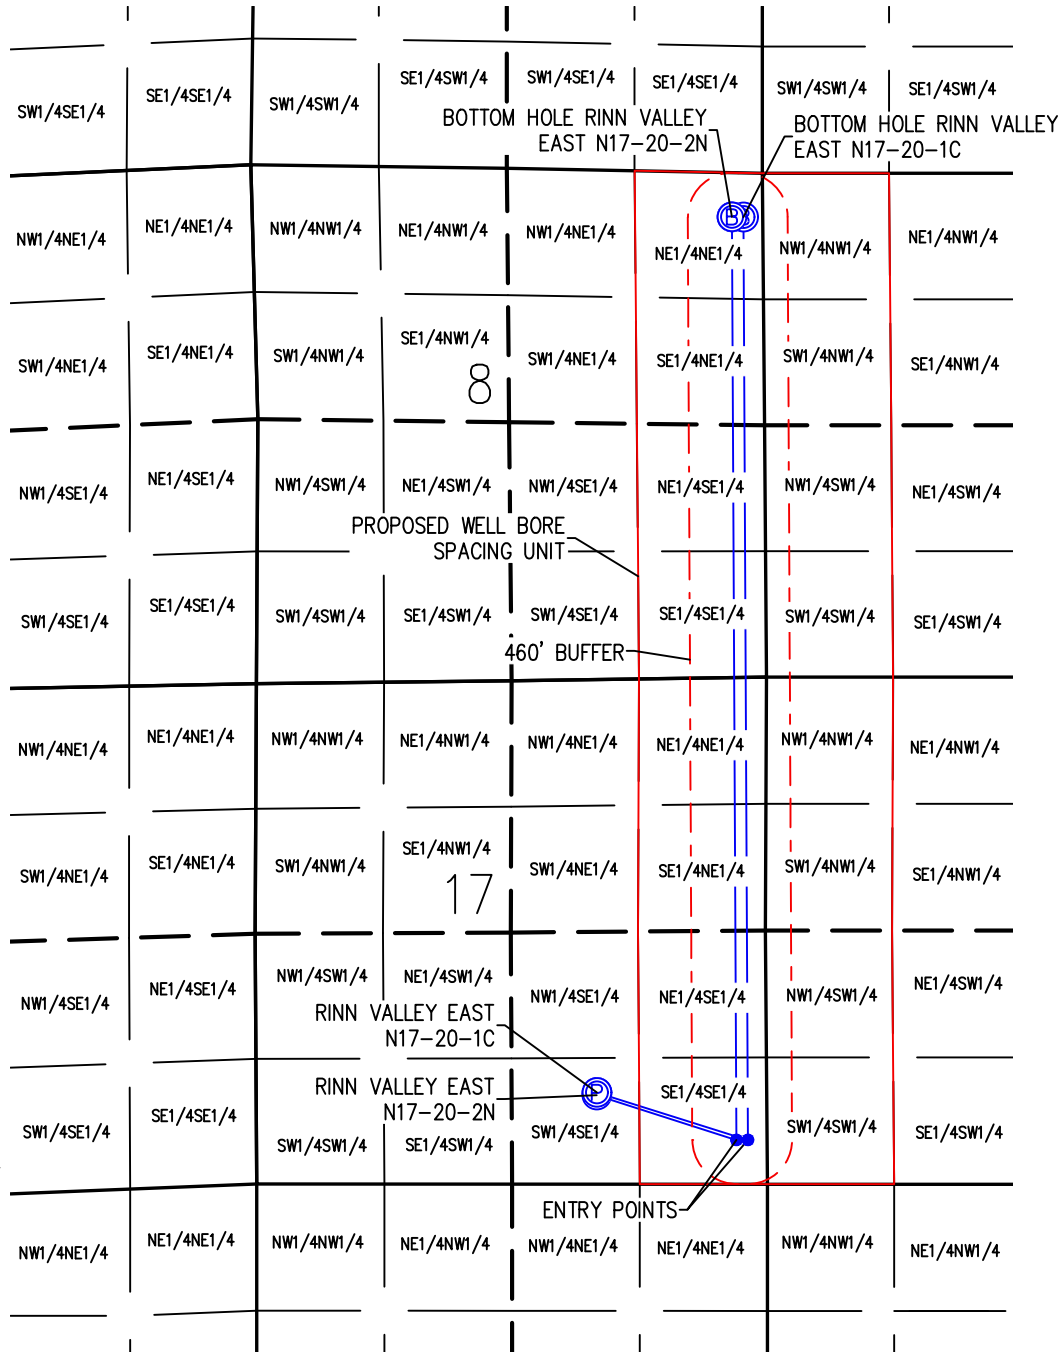 SW1/4SE1/4
SE1/4SE1/4
SW1/4SW1/4
SE1/4SW1/4
SW1/4SE1/4
SE1/4SE1/4
SW1/4SW1/4
SE1/4SW1/4
BOTTOM HOLE RINN VALLEY
EAST N17-20-2N
BOTTOM HOLE RINN VALLEY
EAST N17-20-1C
B
B
NW1/4NE1/4
NE1/4NE1/4
NW1/4NW1/4
NE1/4NW1/4
NW1/4NE1/4
NE1/4NE1/4
NW1/4NW1/4
NE1/4NW1/4
SW1/4NE1/4
SE1/4NE1/4
SW1/4NW1/4
SE1/4NW1/4
8
SW1/4NE1/4
SE1/4NE1/4
SW1/4NW1/4
SE1/4NW1/4
NW1/4SE1/4
NE1/4SE1/4
NW1/4SW1/4
NE1/4SW1/4
NW1/4SE1/4
NE1/4SE1/4
NW1/4SW1/4
NE1/4SW1/4
PROPOSED WELL BORE
SPACING UNIT
SW1/4SE1/4
SE1/4SE1/4
SW1/4SW1/4
SE1/4SW1/4
SW1/4SE1/4
SE1/4SE1/4
SW1/4SW1/4
SE1/4SW1/4
460' BUFFER
NW1/4NE1/4
NE1/4NE1/4
NW1/4NW1/4
NE1/4NW1/4
NW1/4NE1/4
NE1/4NE1/4
NW1/4NW1/4
NE1/4NW1/4
SW1/4NE1/4
SE1/4NE1/4
SW1/4NW1/4
SE1/4NW1/4
17
SW1/4NE1/4
SE1/4NE1/4
SW1/4NW1/4
SE1/4NW1/4
NW1/4SE1/4
NE1/4SE1/4
NW1/4SW1/4
NE1/4SW1/4
NW1/4SE1/4
NE1/4SE1/4
NW1/4SW1/4
NE1/4SW1/4
RINN VALLEY EAST
N17-20-1C
RINN VALLEY EAST
N17-20-2N
P
SW1/4SE1/4
SE1/4SE1/4
SW1/4SW1/4
SE1/4SW1/4
SW1/4SE1/4
SE1/4SE1/4
SW1/4SW1/4
SE1/4SW1/4
ENTRY POINTS
NW1/4NE1/4
NE1/4NE1/4
NW1/4NW1/4
NE1/4NW1/4
NW1/4NE1/4
NE1/4NE1/4
NW1/4NW1/4
NE1/4NW1/4